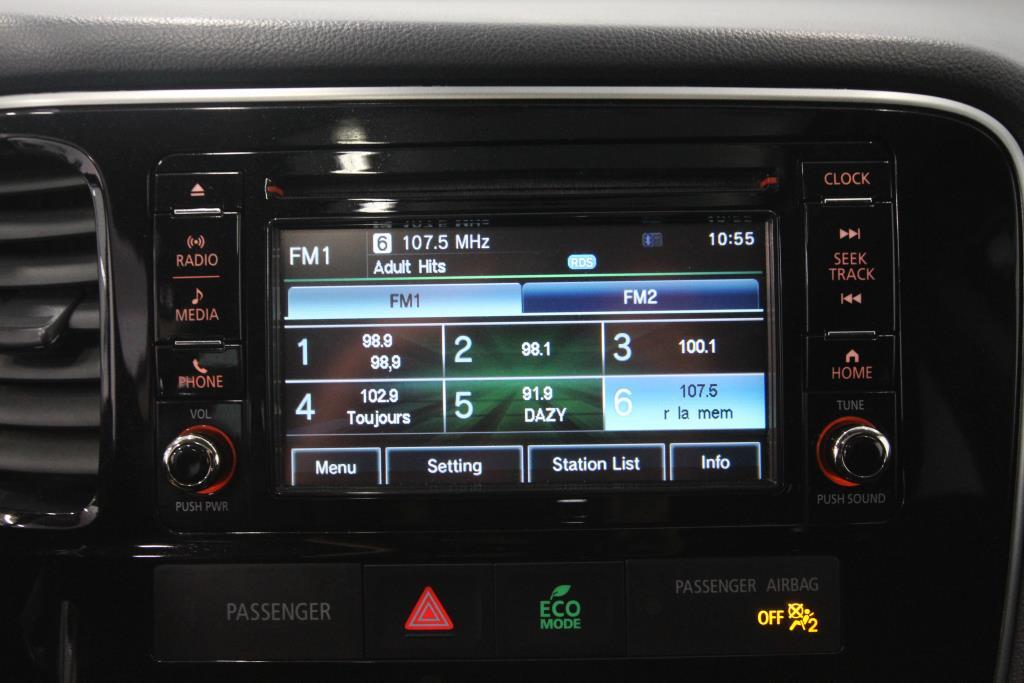 CLOCK
RADIO
MEDIA
PHONE
VOL
PUSH PWR
FM1
6 107.5 MHz
10:55
Adult Hits
RDS
FM1
FM2
1 98.9
98,9
2 98.1
3 100.1
4 102.9
Toujours
5 91.9
DAZY
6 107.5
r la mem
Menu
Setting
Station List
Info
SEEK
TRACK
HOME
TUNE
PUSH SOUND
PASSENGER
ECO
MODE
PASSENGER AIRBAG
OFF 2